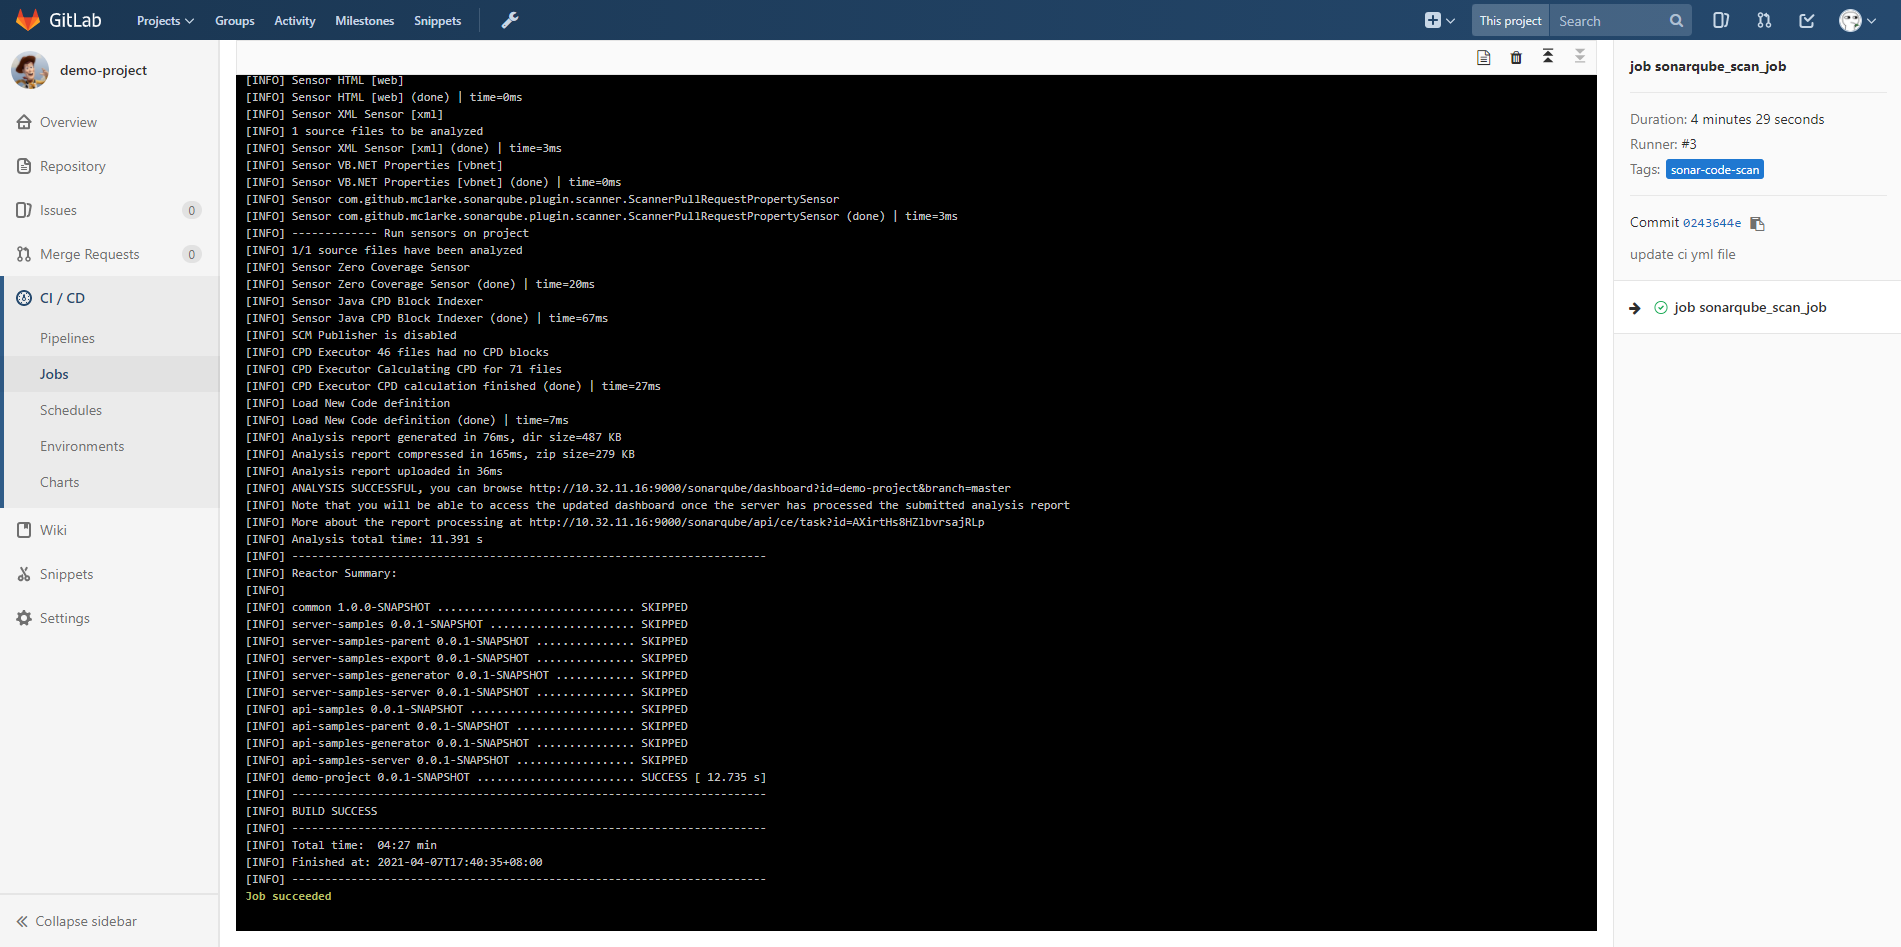 GitLab
Projects
Groups
Activity
Milestones
Snippets
This project
Search
demo-project
Overview
Repository
Issues
0
Merge Requests
0
CI / CD
Pipelines
Jobs
Schedules
Environments
Charts
Wiki
Snippets
Settings
Collapse sidebar
[INFO] Sensor HTML [web]
[INFO] Sensor HTML [web] (done) | time=0ms
[INFO] Sensor XML Sensor [xml]
[INFO] 1 source files to be analyzed
[INFO] Sensor XML Sensor [xml] (done) | time=3ms
[INFO] Sensor VB.NET Properties [vbnet]
[INFO] Sensor VB.NET Properties [vbnet] (done) | time=0ms
[INFO] Sensor com.github.mc1arke.sonarqube.plugin.scanner.ScannerPullRequestPropertySensor
[INFO] Sensor com.github.mc1arke.sonarqube.plugin.scanner.ScannerPullRequestPropertySensor (done) | time=3ms
[INFO] ------------- Run sensors on project
[INFO] 1/1 source files have been analyzed
[INFO] Sensor Zero Coverage Sensor
[INFO] Sensor Zero Coverage Sensor (done) | time=20ms
[INFO] Sensor Java CPD Block Indexer
[INFO] Sensor Java CPD Block Indexer (done) | time=67ms
[INFO] SCM Publisher is disabled
[INFO] CPD Executor 46 files had no CPD blocks
[INFO] CPD Executor Calculating CPD for 71 files
[INFO] CPD Executor CPD calculation finished (done) | time=27ms
[INFO] Load New Code definition
[INFO] Load New Code definition (done) | time=7ms
[INFO] Analysis report generated in 76ms, dir size=487 KB
[INFO] Analysis report compressed in 165ms, zip size=279 KB
[INFO] Analysis report uploaded in 36ms
[INFO] ANALYSIS SUCCESSFUL, you can browse http://10.32.11.16:9000/sonarqube/dashboard?id=demo-project&branch=master
[INFO] Note that you will be able to access the updated dashboard once the server has processed the submitted analysis report
[INFO] More about the report processing at http://10.32.11.16:9000/sonarqube/api/ce/task?id=AXirtHs8HZlbvrsajRLp
[INFO] Analysis total time: 11.391 s
[INFO] ------------------------------------------------------------------------
[INFO] Reactor Summary:
[INFO]
[INFO] common 1.0.0-SNAPSHOT .............................. SKIPPED
[INFO] server-samples 0.0.1-SNAPSHOT ...................... SKIPPED
[INFO] server-samples-parent 0.0.1-SNAPSHOT ............... SKIPPED
[INFO] server-samples-export 0.0.1-SNAPSHOT ............... SKIPPED
[INFO] server-samples-generator 0.0.1-SNAPSHOT ............ SKIPPED
[INFO] server-samples-server 0.0.1-SNAPSHOT ............... SKIPPED
[INFO] api-samples 0.0.1-SNAPSHOT ......................... SKIPPED
[INFO] api-samples-parent 0.0.1-SNAPSHOT .................. SKIPPED
[INFO] api-samples-generator 0.0.1-SNAPSHOT ............... SKIPPED
[INFO] api-samples-server 0.0.1-SNAPSHOT .................. SKIPPED
[INFO] demo-project 0.0.1-SNAPSHOT ........................ SUCCESS [ 12.735 s]
[INFO] ------------------------------------------------------------------------
[INFO] BUILD SUCCESS
[INFO] ------------------------------------------------------------------------
[INFO] Total time:  04:27 min
[INFO] Finished at: 2021-04-07T17:40:35+08:00
[INFO] ------------------------------------------------------------------------
Job succeeded
job sonarqube_scan_job
Duration: 4 minutes 29 seconds
Runner: #3
Tags: sonar-code-scan
Commit 0243644e
update ci yml file
job sonarqube_scan_job